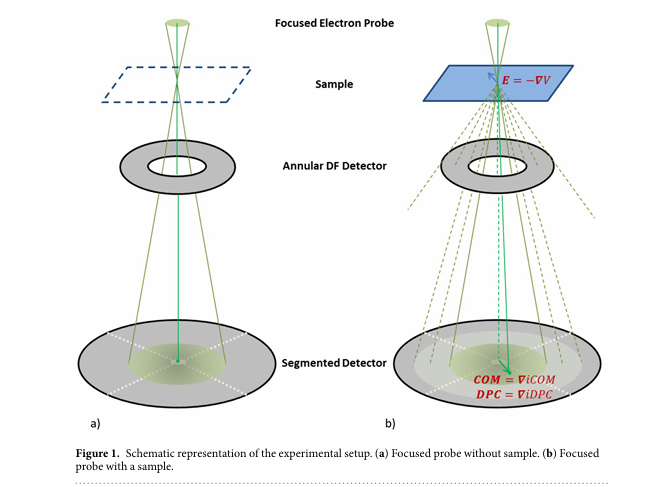 Focused Electron Probe
Sample
E = −∇V
Annular DF Detector
Segmented Detector
COM = ∇iCOM
DPC = ∇iDPC
a)
b)
Figure 1. Schematic representation of the experimental setup. (a) Focused probe without sample. (b) Focused
probe with a sample.